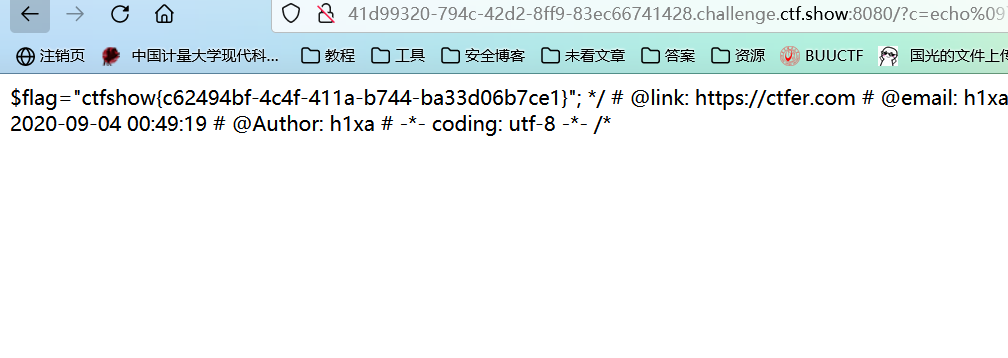 41d99320-794c-42d2-8ff9-83ec66741428.challenge.ctf.show:8080/?c=echo%09
注销页 中国计量大学现代科... 教程 工具 安全博客 未看文章 答案 资源 BUUCTF 国光的文件上传
$flag="ctfshow{c62494bf-4c4f-411a-b744-ba33d06b7ce1}"; */ # @link: https://ctfer.com # @email: h1xa
2020-09-04 00:49:19 # @Author: h1xa # -*- coding: utf-8 -*- /*